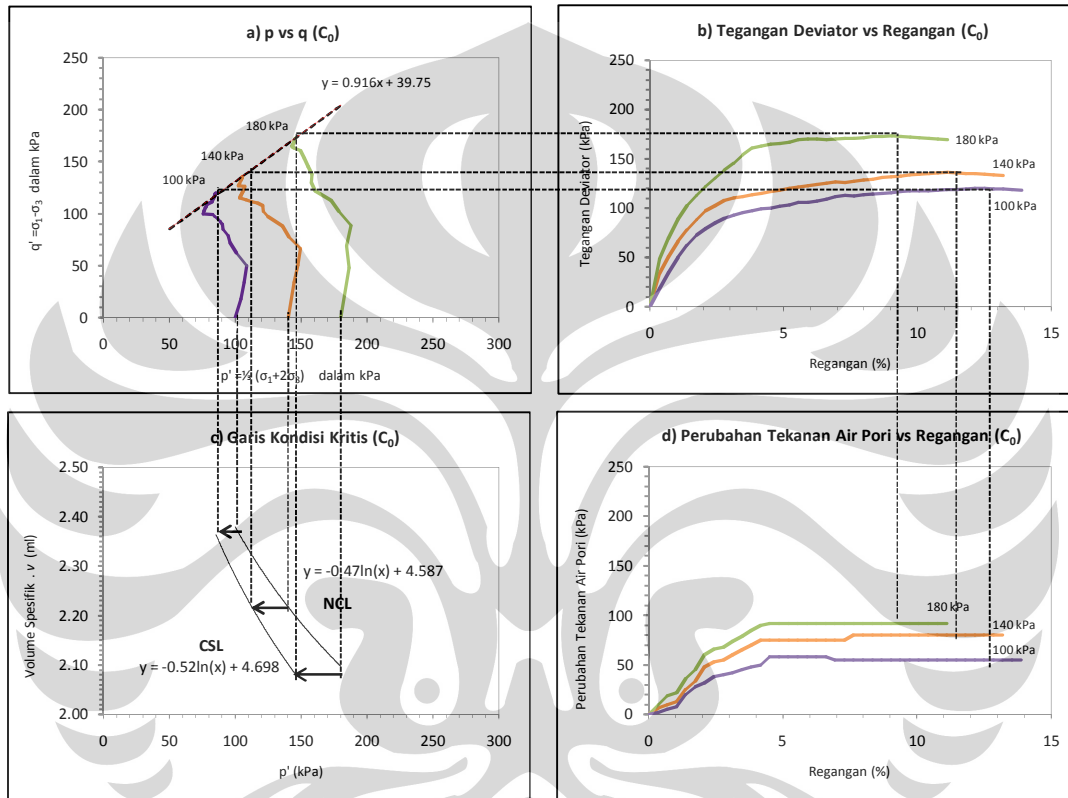 a) p vs q (C₀)
250
200
150
100
50
0
0
50
100
150
200
250
300
q' =σ₁-σ₃ dalam kPa
p' =⅓ (σ₁+2σ₃) dalam kPa
y = 0.916x + 39.75
180 kPa
140 kPa
100 kPa
b) Tegangan Deviator vs Regangan (C₀)
250
200
150
100
50
0
0
5
10
15
Tegangan Deviator (kPa)
Regangan (%)
180 kPa
140 kPa
100 kPa
c) Garis Kondisi Kritis (C₀)
2.50
2.40
2.30
2.20
2.10
2.00
0
50
100
150
200
250
300
Volume Spesifik . v (ml)
p' (kPa)
y = -0.47ln(x) + 4.587
NCL
CSL
y = -0.52ln(x) + 4.698
d) Perubahan Tekanan Air Pori vs Regangan (C₀)
250
200
150
100
50
0
0
5
10
15
Perubahan Tekanan Air Pori (kPa)
Regangan (%)
180 kPa
140 kPa
100 kPa